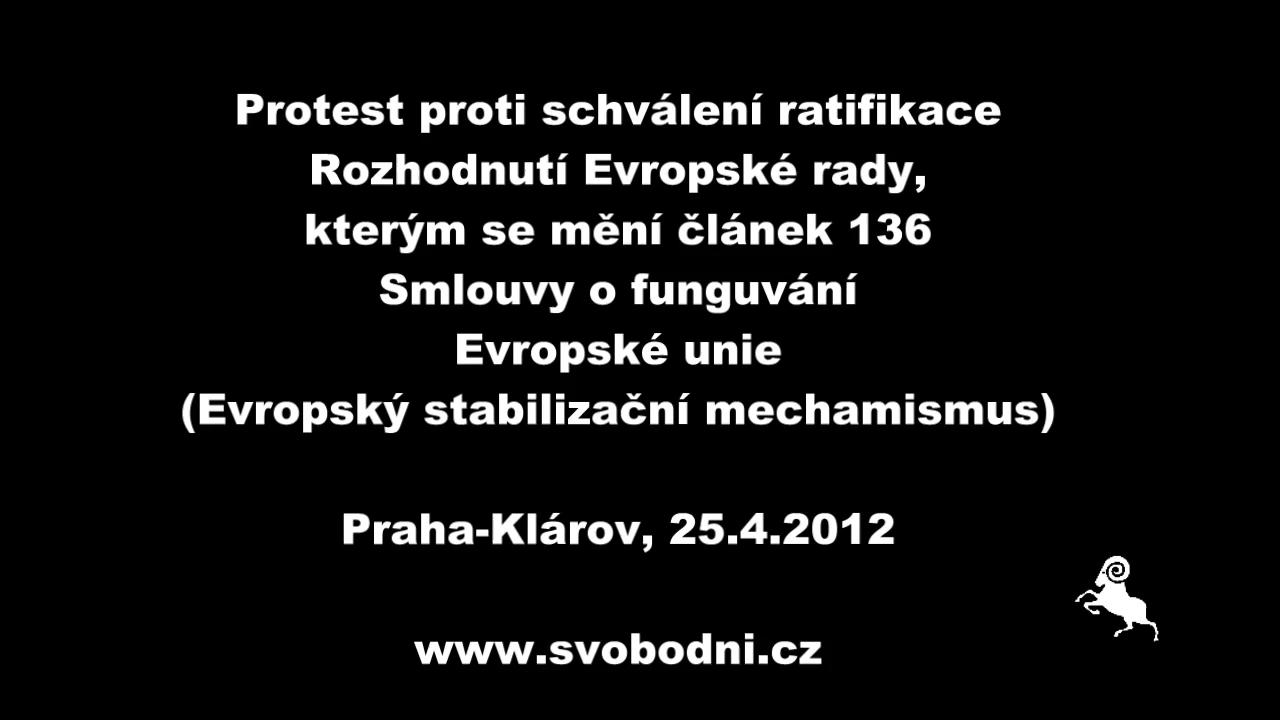 Protest proti schválení ratifikace
Rozhodnutí Evropské rady,
kterým se mění článek 136
Smlouvy o funguvání
Evropské unie
(Evropský stabilizační mechamismus)
Praha-Klárov, 25.4.2012
www.svobodni.cz